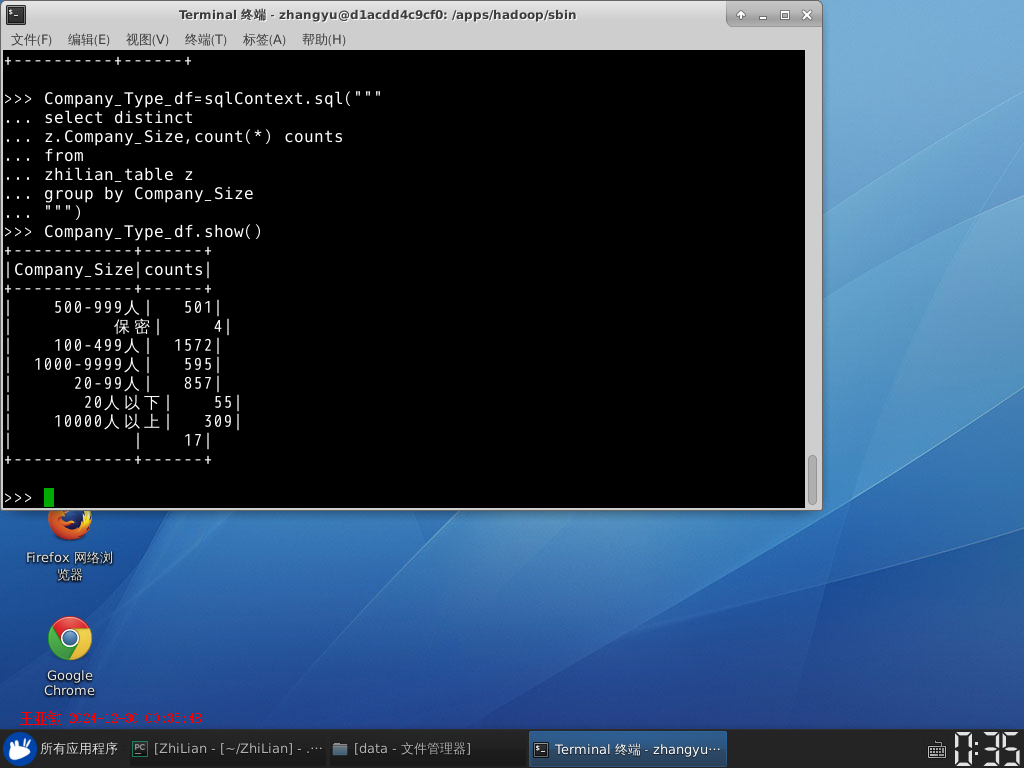 Terminal 终端 - zhangyu@d1acdd4c9cf0: /apps/hadoop/sbin
文件(F) 编辑(E) 视图(V) 终端(T) 标签(A) 帮助(H)
+----------+------+
>>> Company_Type_df=sqlContext.sql("""
... select distinct
... z.Company_Size,count(*) counts
... from
... zhilian_table z
... group by Company_Size
... """)
>>> Company_Type_df.show()
+------------+------+
|Company_Size|counts|
+------------+------+
|    500-999人|   501|
|          保密|     4|
|    100-499人|  1572|
|  1000-9999人|   595|
|      20-99人|   857|
|       20人以下|    55|
|    10000人以上|   309|
|            |    17|
+------------+------+
>>>
Firefox 网络浏
览器
Google
Chrome
所有应用程序 [ZhiLian - [~/ZhiLian] - .… [data - 文件管理器] Terminal 终端 - zhangyu… 0:35